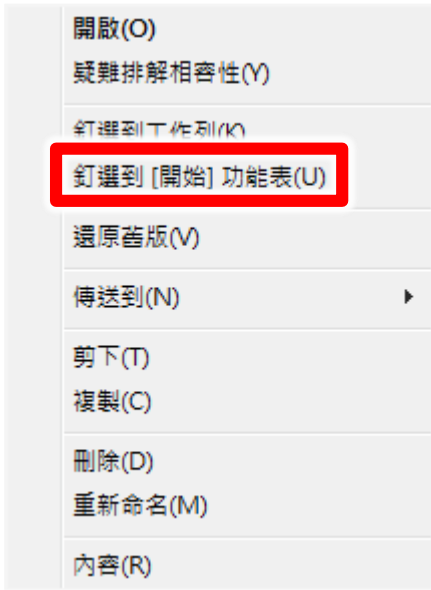 開啟(O)
疑難排解相容性(Y)
釘選到工作列(K)
釘選到 [開始] 功能表(U)
還原舊版(V)
傳送到(N)
剪下(T)
複製(C)
刪除(D)
重新命名(M)
內容(R)